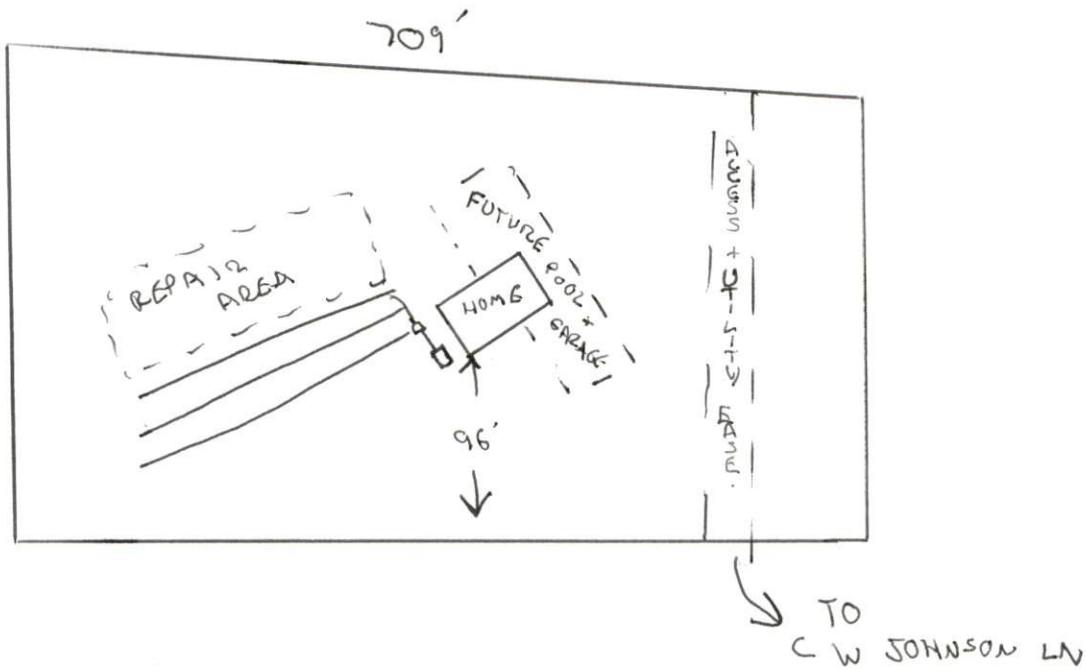 709'
REPAIR
AREA
FUTURE POOL +
GARAGE
HOME
96'
ACCESS + UTILITY EASE.
TO
C W JOHNSON LN